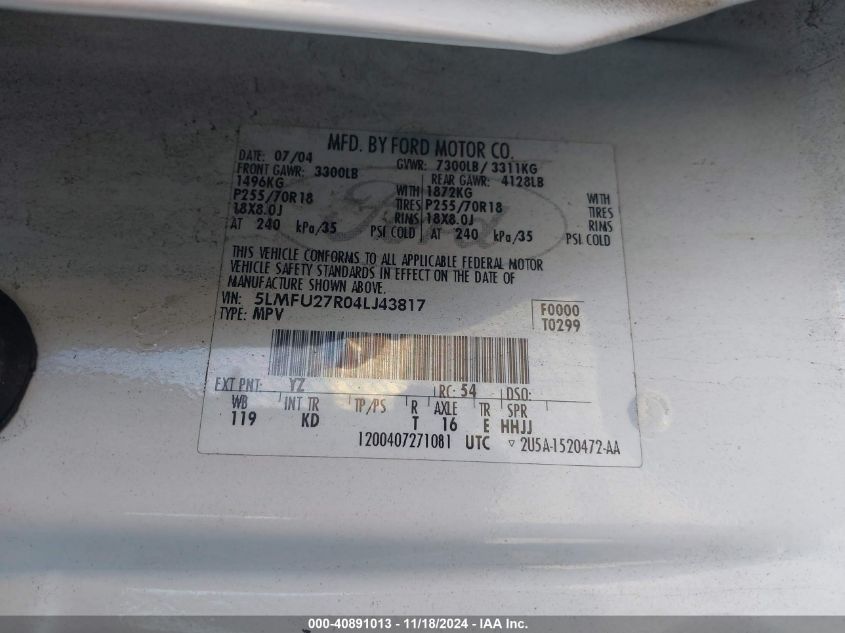 MFD. BY FORD MOTOR CO.
DATE: 07/04 GVWR: 7300LB / 3311KG
FRONT GAWR: 3300LB REAR GAWR: 4128LB
1496KG WITH 1872KG WITH
P255/70R18 TIRES P255/70R18 TIRES
18X8.0J RIMS 18X8.0J RIMS
AT 240 kPa/35 PSI COLD AT 240 kPa/35 PSI COLD
Ford
THIS VEHICLE CONFORMS TO ALL APPLICABLE FEDERAL MOTOR
VEHICLE SAFETY STANDARDS IN EFFECT ON THE DATE OF
MANUFACTURE SHOWN ABOVE.
VIN: 5LMFU27R04LJ43817 F0000
TYPE: MPV T0299
EXT PNT: YZ RC: 54 DSO:
WB INT TR TP/PS R AXLE TR SPR
119 KD T 16 E HHJJ
1200407271081 UTC ▿ 2U5A-1520472-AA
000-40891013 - 11/18/2024 - IAA Inc.